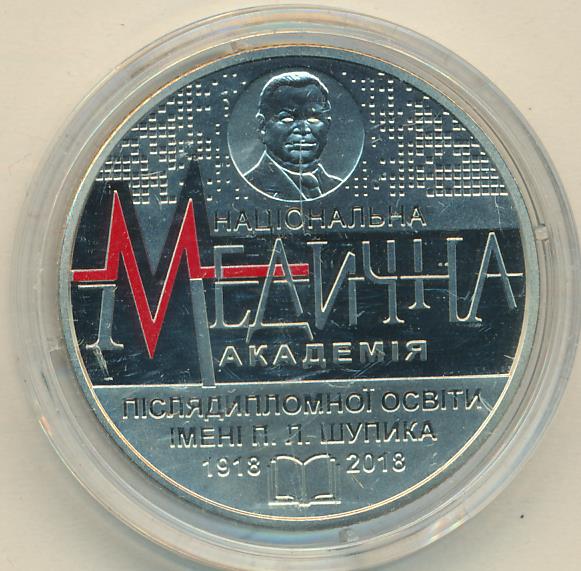 НАЦІОНАЛЬНА
МЕДИЧНА
АКАДЕМІЯ
ПІСЛЯДИПЛОМНОЇ ОСВІТИ
ІМЕНІ П. Л. ШУПИКА
1918 2018